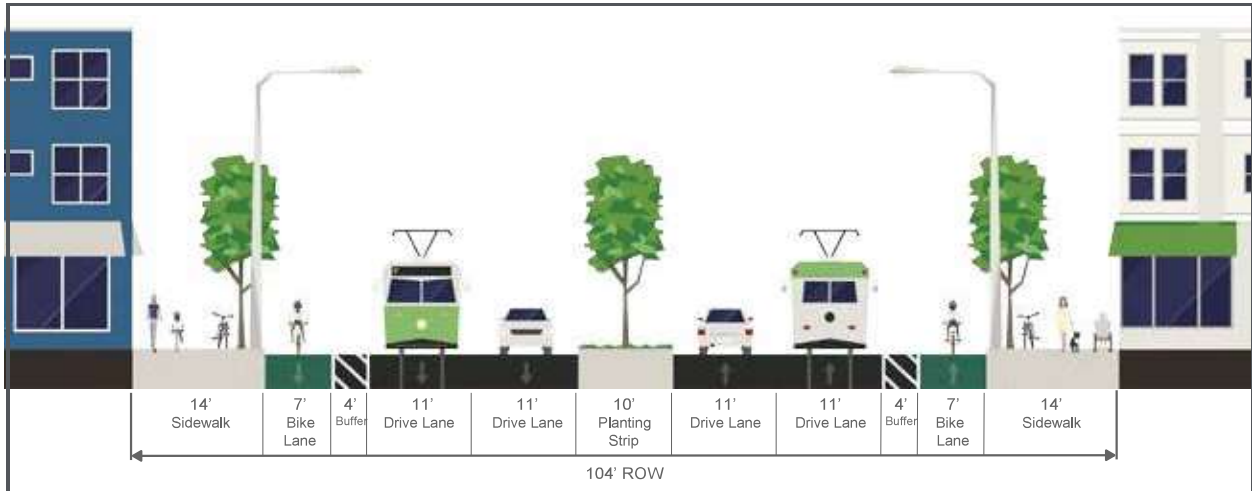 14’
Sidewalk
7’
Bike
Lane
4’
Buffer
11’
Drive Lane
11’
Drive Lane
10’
Planting
Strip
11’
Drive Lane
11’
Drive Lane
4’
Buffer
7’
Bike
Lane
14’
Sidewalk
104’ ROW